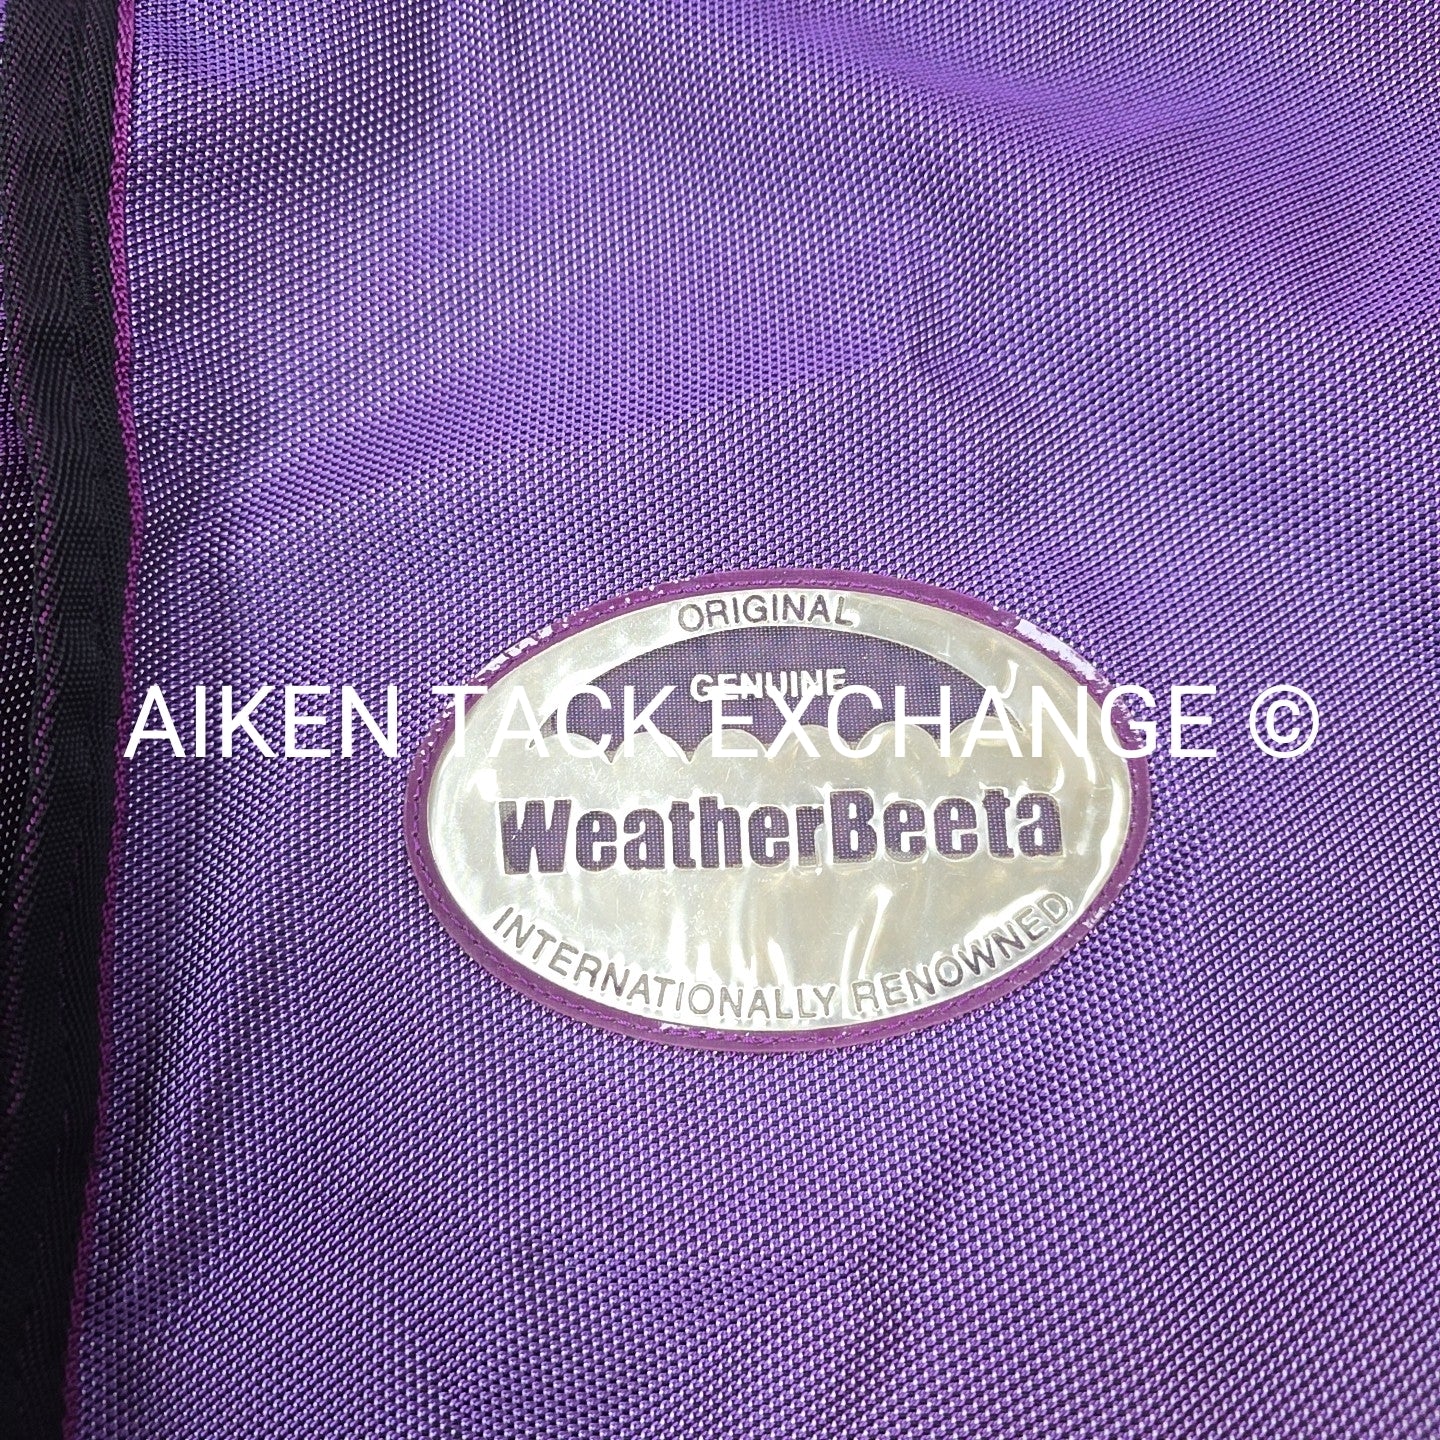 ORIGINAL
GENUINE
AIKEN TACK EXCHANGE ©
WeatherBeeta
INTERNATIONALLY RENOWNED